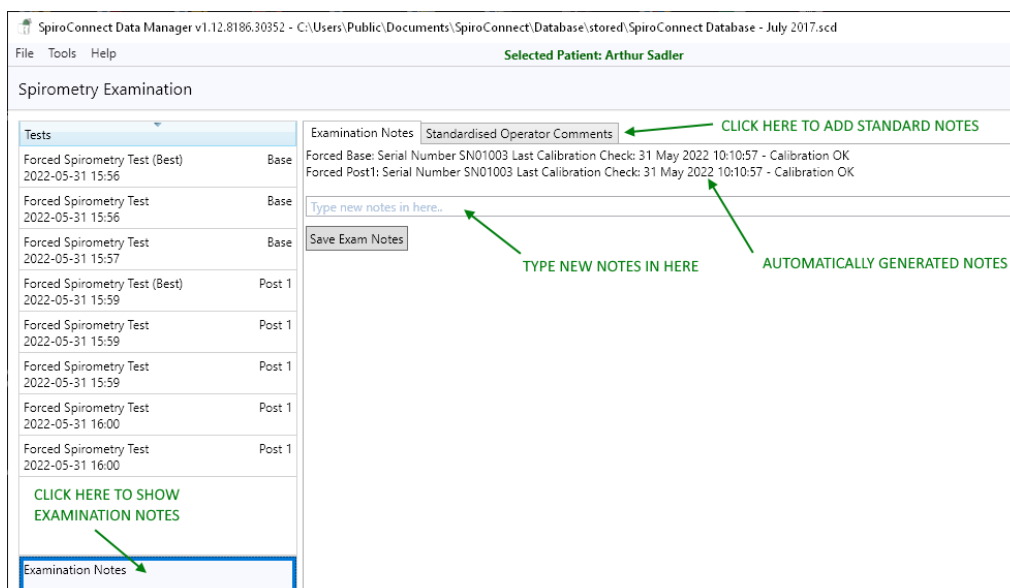 SpiroConnect Data Manager v1.12.8186.30352 - C:\Users\Public\Documents\SpiroConnect\Database\stored\SpiroConnect Database - July 2017.scd
File Tools Help
Selected Patient: Arthur Sadler
Spirometry Examination
Tests
Forced Spirometry Test (Best) Base
2022-05-31 15:56
Forced Spirometry Test Base
2022-05-31 15:56
Forced Spirometry Test Base
2022-05-31 15:57
Forced Spirometry Test (Best) Post 1
2022-05-31 15:59
Forced Spirometry Test Post 1
2022-05-31 15:59
Forced Spirometry Test Post 1
2022-05-31 15:59
Forced Spirometry Test Post 1
2022-05-31 16:00
Forced Spirometry Test Post 1
2022-05-31 16:00
CLICK HERE TO SHOW
EXAMINATION NOTES
Examination Notes
Examination Notes Standardised Operator Comments
CLICK HERE TO ADD STANDARD NOTES
Forced Base: Serial Number SN01003 Last Calibration Check: 31 May 2022 10:10:57 - Calibration OK
Forced Post1: Serial Number SN01003 Last Calibration Check: 31 May 2022 10:10:57 - Calibration OK
Type new notes in here..
Save Exam Notes
TYPE NEW NOTES IN HERE
AUTOMATICALLY GENERATED NOTES